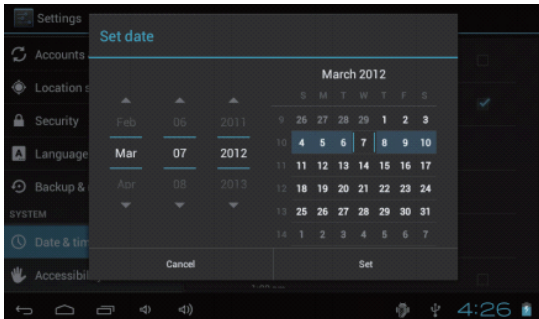 Settings
Set date
Accounts
Location s
Security
Language
Backup &
SYSTEM
Date & tim
Accessibil
Feb 06 2011
Mar 07 2012
Apr 08 2013
March 2012
S M T W T F S
9 26 27 28 29 1 2 3
10 4 5 6 7 8 9 10
11 11 12 13 14 15 16 17
12 18 19 20 21 22 23 24
13 25 26 27 28 29 30 31
14 1 2 3 4 5 6 7
Cancel
Set
4:26